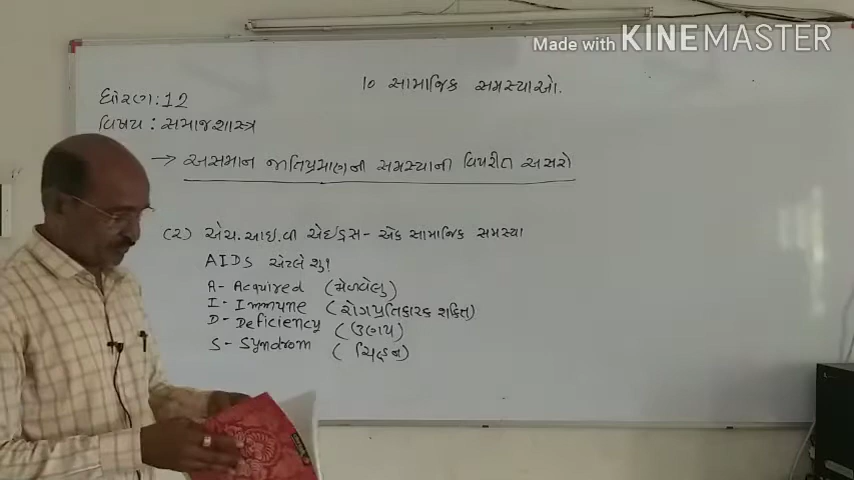 Made with KINEMASTER
10 સામાજિક સમસ્યાઓ.
ધોરણ: 12
વિષય : સમાજશાસ્ત્ર
→ અસમાન જાતિપ્રમાણની સમસ્યાની વિપરીત અસરો
(૨) એચ.આઇ.વી એઇડ્સ - એક સામાજિક સમસ્યા
AIDS એટલે શું?
A - Acquired (મેળવેલુ)
I - Immune (રોગપ્રતિકારક શક્તિ)
D - Deficiency (ઉણપ)
S - Syndrom (ચિહ્ન)